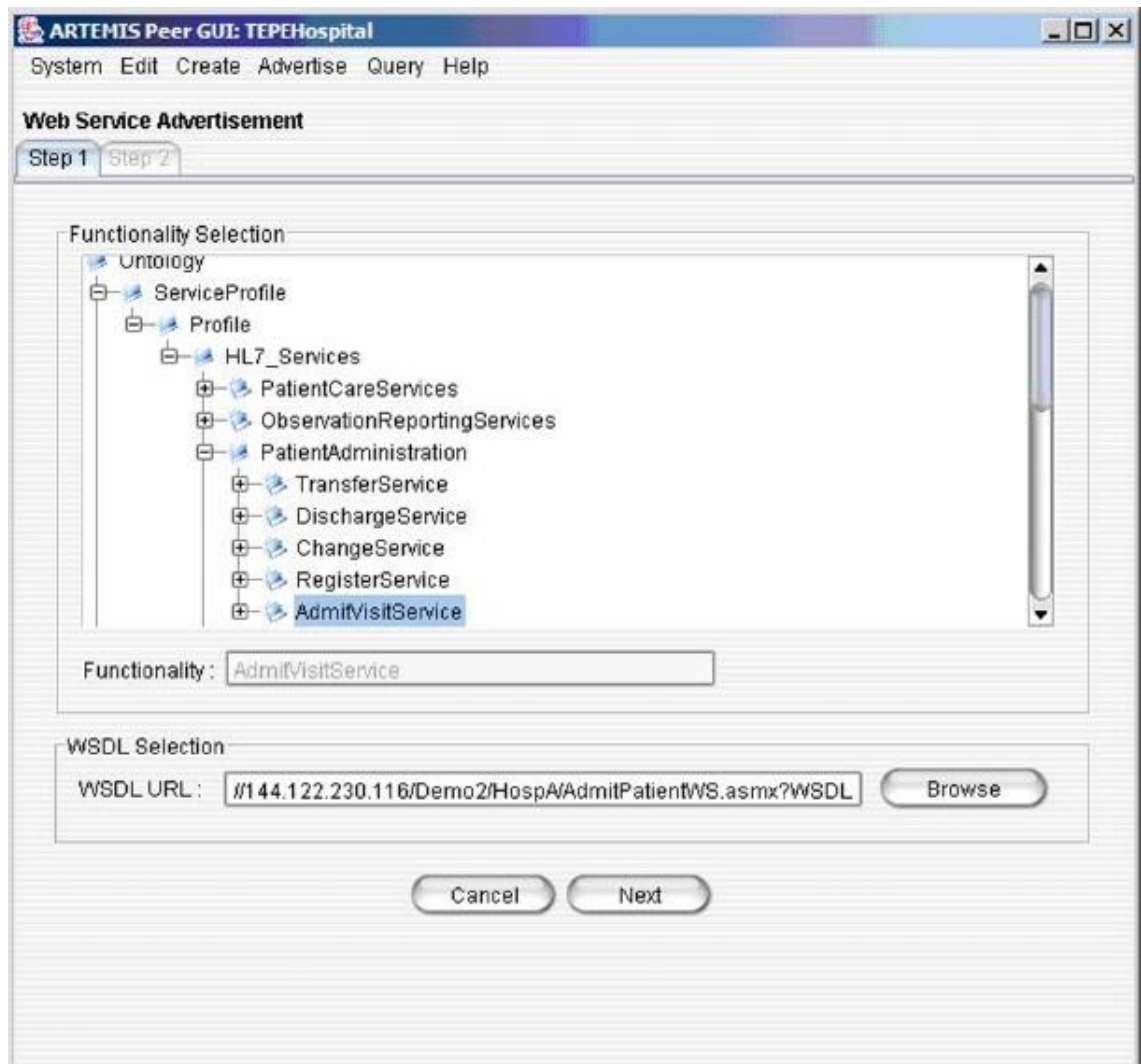 ARTEMIS Peer GUI: TEPEHospital
System Edit Create Advertise Query Help
Web Service Advertisement
Step 1 Step 2
Functionality Selection
Ontology
ServiceProfile
Profile
HL7_Services
PatientCareServices
ObservationReportingServices
PatientAdministration
TransferService
DischargeService
ChangeService
RegisterService
AdmitVisitService
Functionality : AdmitVisitService
WSDL Selection
WSDL URL : //144.122.230.116/Demo2/HospA/AdmitPatientWS.asmx?WSDL Browse
Cancel Next